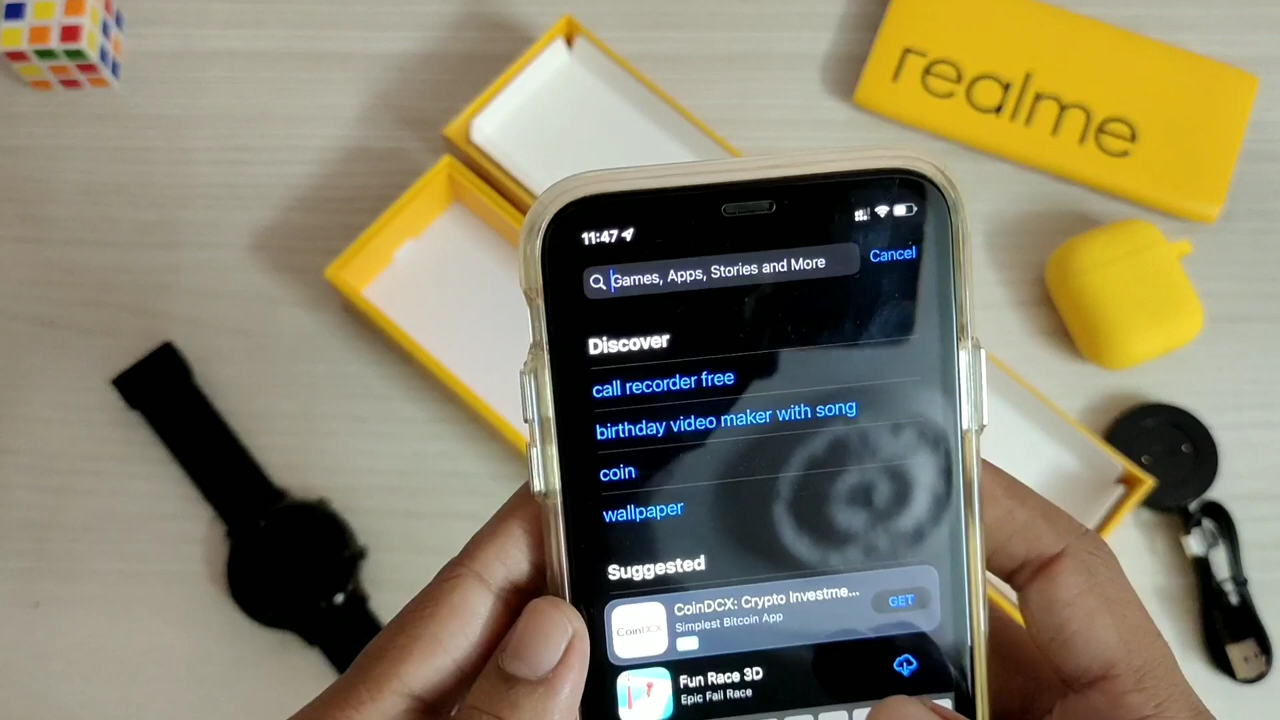 realme
11:47
Games, Apps, Stories and More
Cancel
Discover
call recorder free
birthday video maker with song
coin
wallpaper
Suggested
CoinDCX: Crypto Investme...
GET
Simplest Bitcoin App
CoinDCX
Fun Race 3D
Epic Fail Race